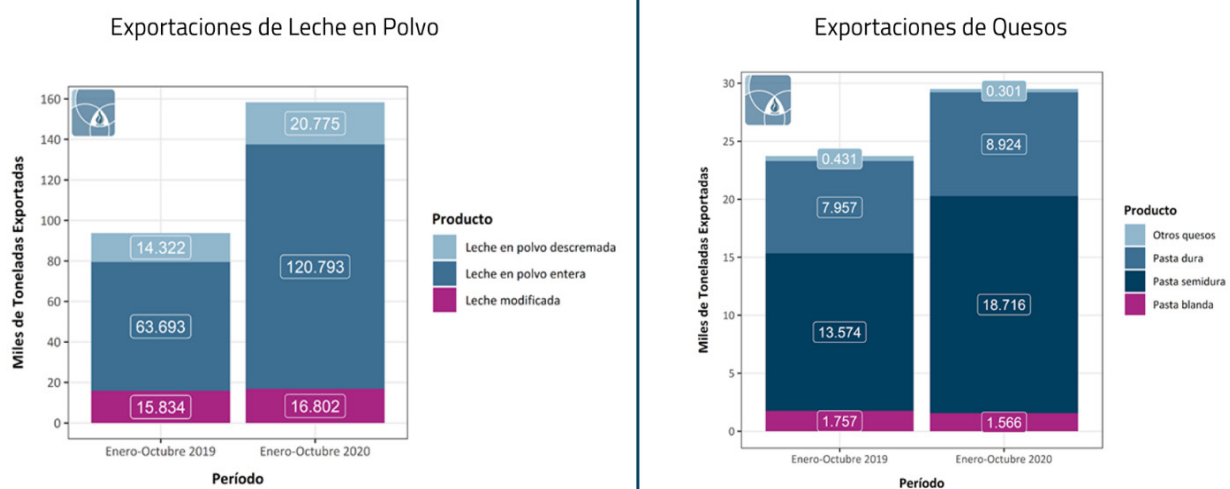 Exportaciones de Leche en Polvo
Miles de Toneladas Exportadas
160
140
120
100
80
60
40
20
0
14.322
63.693
15.834
20.775
120.793
16.802
Enero-Octubre 2019
Enero-Octubre 2020
Período
Producto
Leche en polvo descremada
Leche en polvo entera
Leche modificada
Exportaciones de Quesos
Miles de Toneladas Exportadas
30
25
20
15
10
5
0
0.431
7.957
13.574
1.757
0.301
8.924
18.716
1.566
Enero-Octubre 2019
Enero-Octubre 2020
Período
Producto
Otros quesos
Pasta dura
Pasta semidura
Pasta blanda